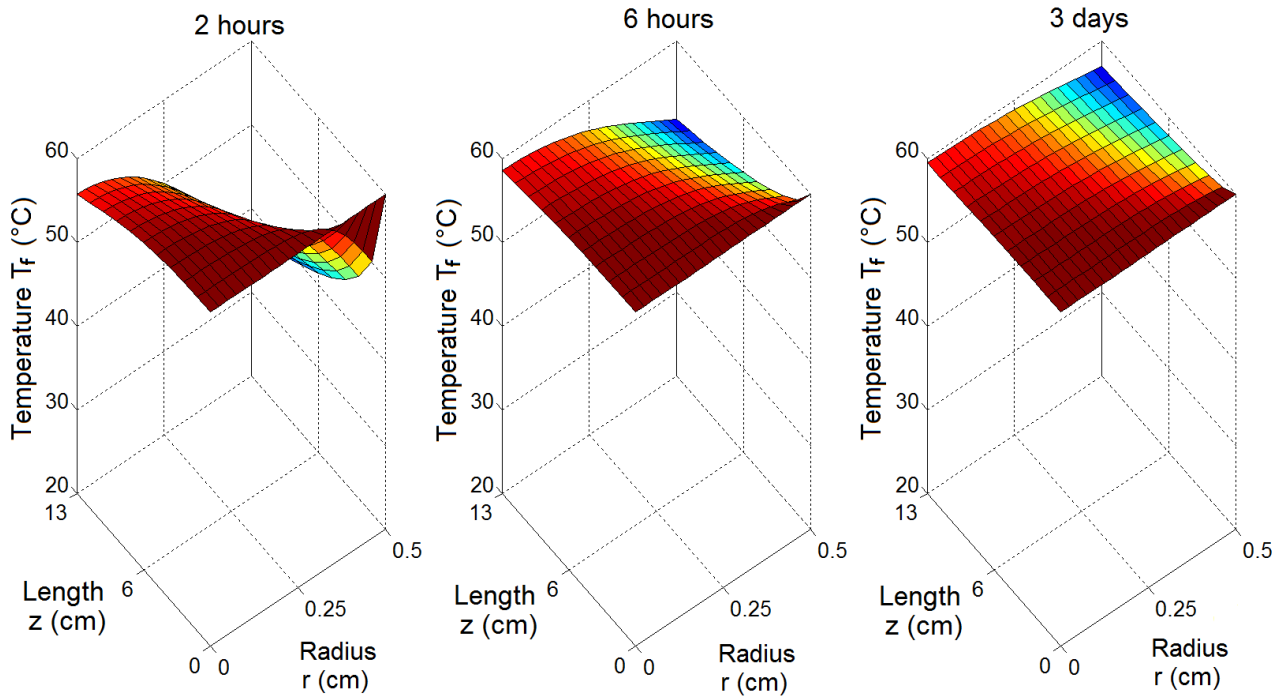 2 hours
Temperature Tf (°C)
60
50
40
30
20
13
Length 6
z (cm)
0 0
0.25
0.5
Radius
r (cm)
6 hours
Temperature Tf (°C)
60
50
40
30
20
13
Length 6
z (cm)
0 0
0.25
0.5
Radius
r (cm)
3 days
Temperature Tf (°C)
60
50
40
30
20
13
Length 6
z (cm)
0 0
0.25
0.5
Radius
r (cm)